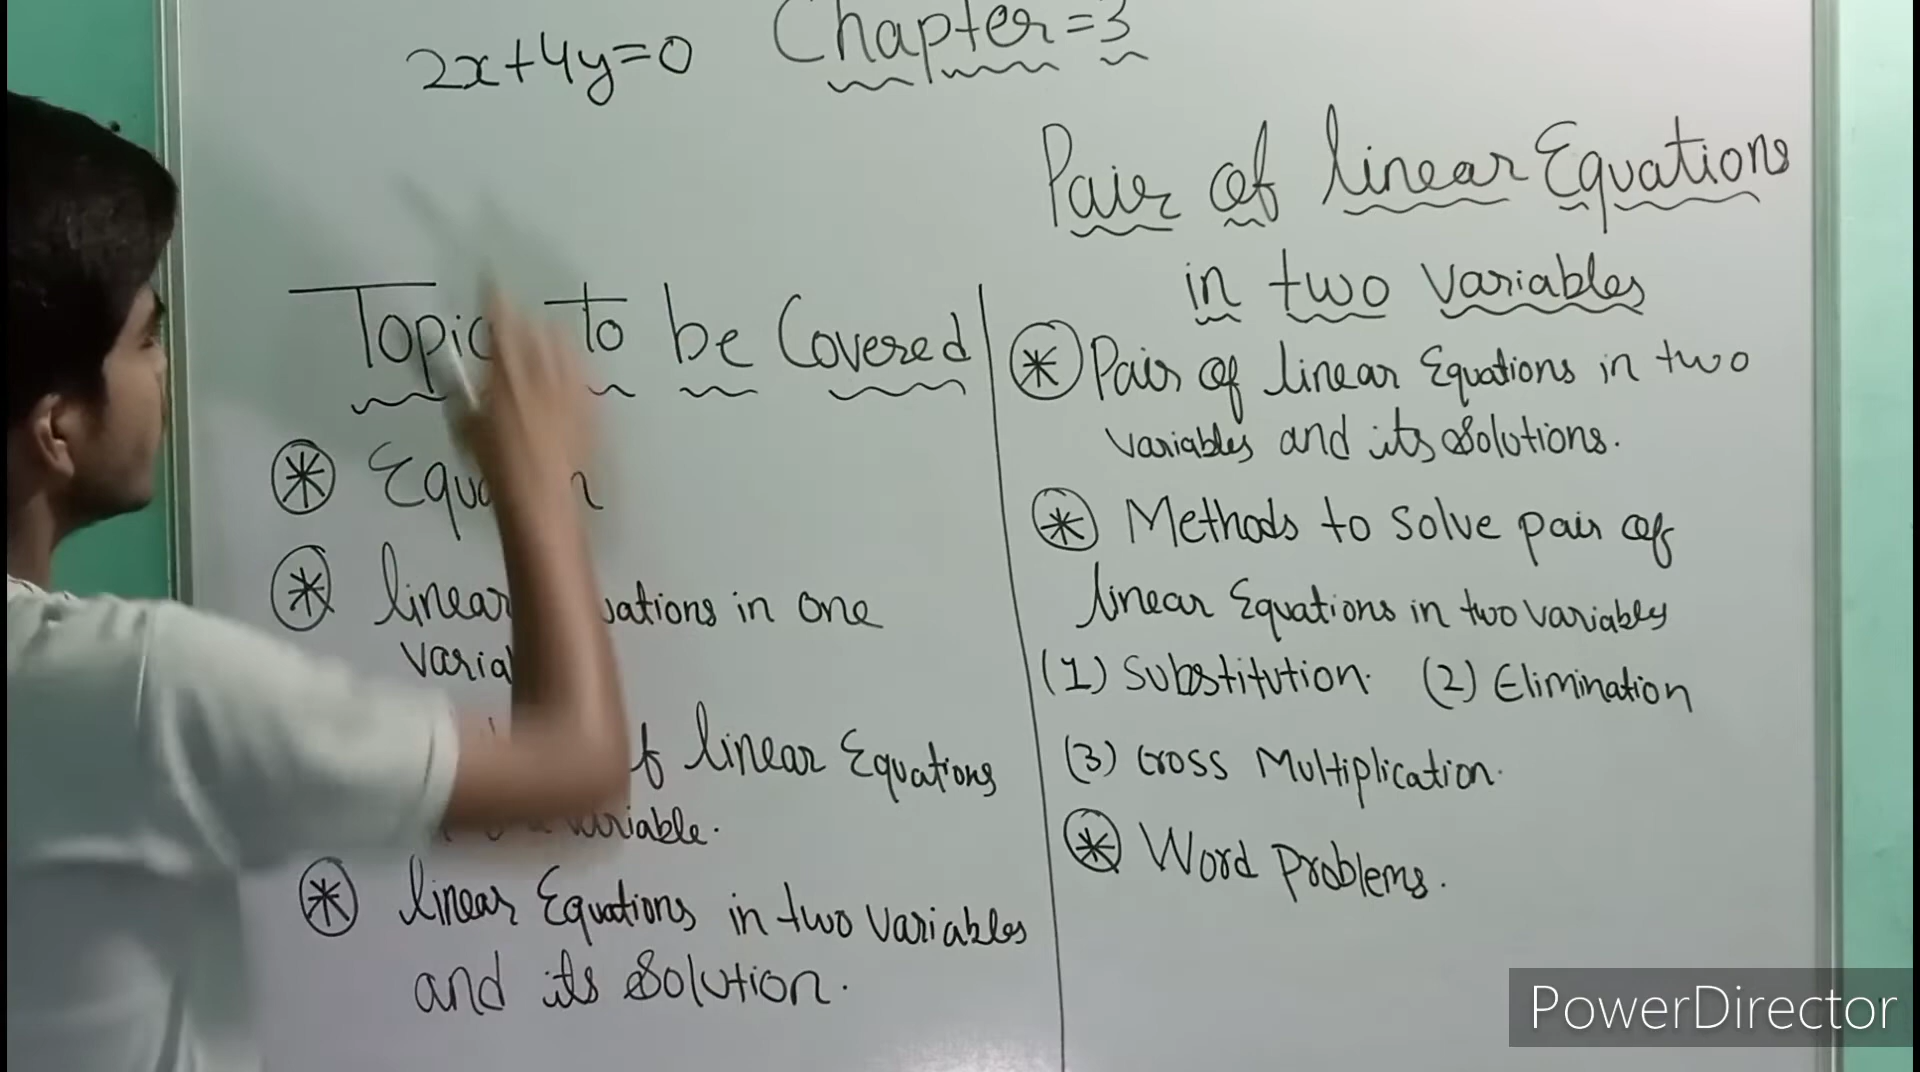 2x+4y=0
Chapter=3
Pair of linear Equations
in two variables
Topic to be Covered
Equ
linear ations in one
varia
f linear Equations
variable.
linear Equations in two variables
and its solution.
Pair of linear Equations in two
variables and its solutions.
Methods to solve pair of
linear Equations in two variables
(1) Substitution. (2) Elimination
(3) Cross Multiplication.
Word Problems.
PowerDirector